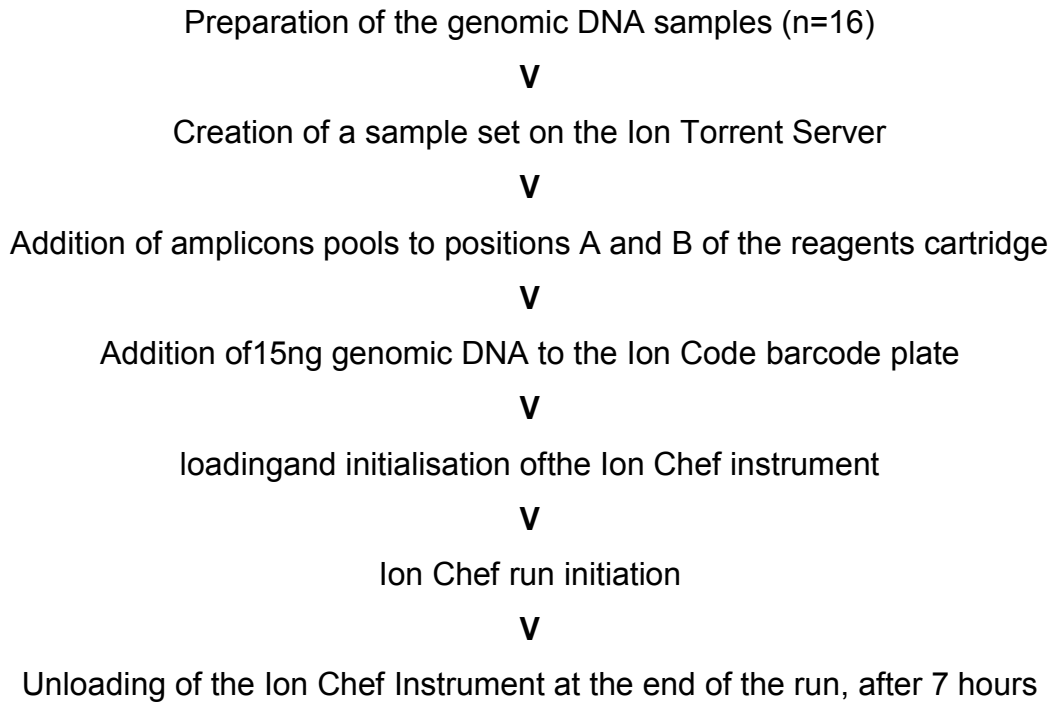 Preparation of the genomic DNA samples (n=16)
V
Creation of a sample set on the Ion Torrent Server
V
Addition of amplicons pools to positions A and B of the reagents cartridge
V
Addition of15ng genomic DNA to the Ion Code barcode plate
V
loadingand initialisation ofthe Ion Chef instrument
V
Ion Chef run initiation
V
Unloading of the Ion Chef Instrument at the end of the run, after 7 hours